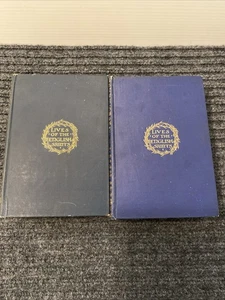 LIVES
OF THE
ENGLISH
SAINTS
LIVES
OF THE
ENGLISH
SAINTS